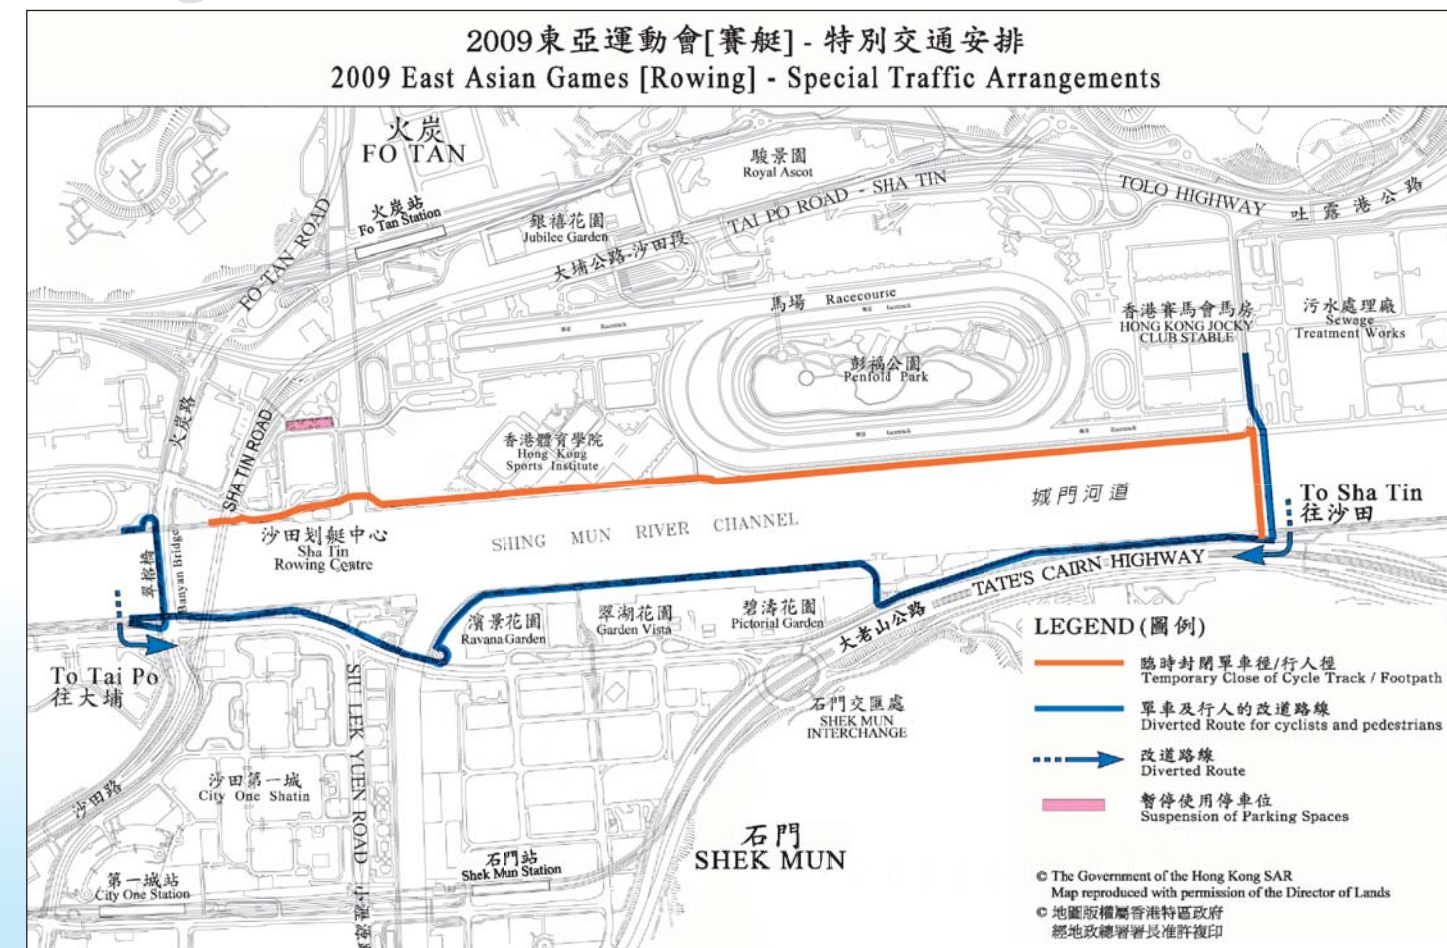 2009東亞運動會[賽艇] - 特別交通安排
2009 East Asian Games [Rowing] - Special Traffic Arrangements
火炭
FO TAN
駿景園
Royal Ascot
火炭站
Fo Tan Station
銀禧花園
Jubilee Garden
TAI PO ROAD - SHA TIN
大埔公路-沙田段
TOLO HIGHWAY
吐露港公路
FO TAN ROAD
火炭路
馬場 Racecourse
彭福公園
Penfold Park
香港賽馬會馬房
HONG KONG JOCKY
CLUB STABLE
污水處理廠
Sewage
Treatment Works
SHA TIN ROAD
香港體育學院
Hong Kong
Sports Institute
城門河道
SHING MUN RIVER CHANNEL
To Sha Tin
往沙田
沙田划艇中心
Sha Tin
Rowing Centre
翠榕橋
Banyan Bridge
TATE'S CAIRN HIGHWAY
大老山公路
濱景花園
Ravana Garden
翠湖花園
Garden Vista
碧濤花園
Pictorial Garden
To Tai Po
往大埔
石門交匯處
SHEK MUN
INTERCHANGE
SIU LEK YUEN ROAD
沙田第一城
City One Shatin
沙田路
石門
SHEK MUN
石門站
Shek Mun Station
第一城站
City One Station
LEGEND (圖例)
臨時封閉單車徑/行人徑
Temporary Close of Cycle Track / Footpath
單車及行人的改道路線
Diverted Route for cyclists and pedestrians
改道路線
Diverted Route
暫停使用停車位
Suspension of Parking Spaces
© The Government of the Hong Kong SAR
Map reproduced with permission of the Director of Lands
© 地圖版權屬香港特區政府
經地政總署署長准許複印